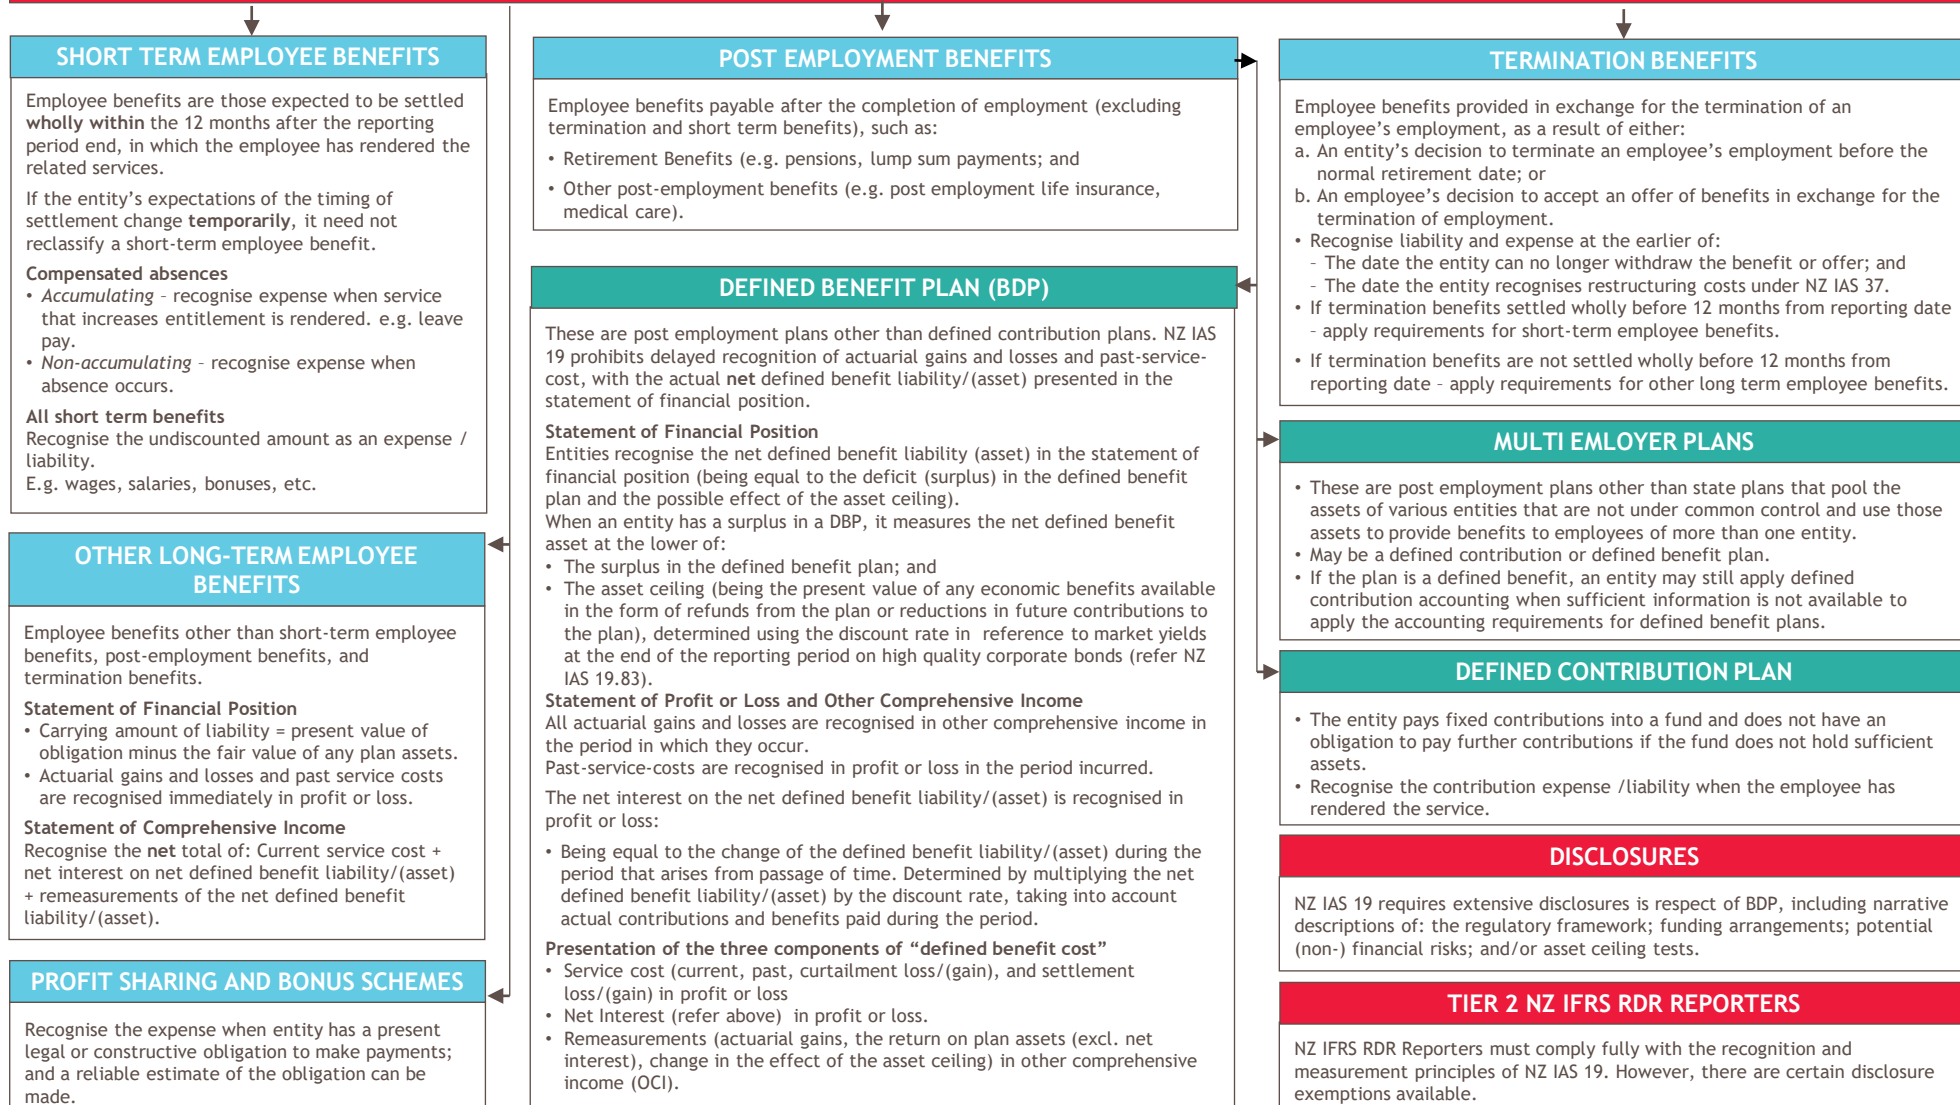 SHORT TERM EMPLOYEE BENEFITS
Employee benefits are those expected to be settled
wholly within the 12 months after the reporting
period end, in which the employee has rendered the
related services.
If the entity’s expectations of the timing of
settlement change temporarily, it need not
reclassify a short-term employee benefit.
Compensated absences
• Accumulating – recognise expense when service
that increases entitlement is rendered. e.g. leave
pay.
• Non-accumulating – recognise expense when
absence occurs.
All short term benefits
Recognise the undiscounted amount as an expense /
liability.
E.g. wages, salaries, bonuses, etc.
OTHER LONG-TERM EMPLOYEE
BENEFITS
Employee benefits other than short-term employee
benefits, post-employment benefits, and
termination benefits.
Statement of Financial Position
• Carrying amount of liability = present value of
obligation minus the fair value of any plan assets.
• Actuarial gains and losses and past service costs
are recognised immediately in profit or loss.
Statement of Comprehensive Income
Recognise the net total of: Current service cost +
net interest on net defined benefit liability/(asset)
+ remeasurements of the net defined benefit
liability/(asset).
PROFIT SHARING AND BONUS SCHEMES
Recognise the expense when entity has a present
legal or constructive obligation to make payments;
and a reliable estimate of the obligation can be
made.
POST EMPLOYMENT BENEFITS
Employee benefits payable after the completion of employment (excluding
termination and short term benefits), such as:
• Retirement Benefits (e.g. pensions, lump sum payments; and
• Other post-employment benefits (e.g. post employment life insurance,
medical care).
DEFINED BENEFIT PLAN (BDP)
These are post employment plans other than defined contribution plans. NZ IAS
19 prohibits delayed recognition of actuarial gains and losses and past-service-
cost, with the actual net defined benefit liability/(asset) presented in the
statement of financial position.
Statement of Financial Position
Entities recognise the net defined benefit liability (asset) in the statement of
financial position (being equal to the deficit (surplus) in the defined benefit
plan and the possible effect of the asset ceiling).
When an entity has a surplus in a DBP, it measures the net defined benefit
asset at the lower of:
• The surplus in the defined benefit plan; and
• The asset ceiling (being the present value of any economic benefits available
in the form of refunds from the plan or reductions in future contributions to
the plan), determined using the discount rate in reference to market yields
at the end of the reporting period on high quality corporate bonds (refer NZ
IAS 19.83).
Statement of Profit or Loss and Other Comprehensive Income
All actuarial gains and losses are recognised in other comprehensive income in
the period in which they occur.
Past-service-costs are recognised in profit or loss in the period incurred.
The net interest on the net defined benefit liability/(asset) is recognised in
profit or loss:
• Being equal to the change of the defined benefit liability/(asset) during the
period that arises from passage of time. Determined by multiplying the net
defined benefit liability/(asset) by the discount rate, taking into account
actual contributions and benefits paid during the period.
Presentation of the three components of “defined benefit cost”
• Service cost (current, past, curtailment loss/(gain), and settlement
loss/(gain) in profit or loss
• Net Interest (refer above) in profit or loss.
• Remeasurements (actuarial gains, the return on plan assets (excl. net
interest), change in the effect of the asset ceiling) in other comprehensive
income (OCI).
TERMINATION BENEFITS
Employee benefits provided in exchange for the termination of an
employee’s employment, as a result of either:
a. An entity’s decision to terminate an employee’s employment before the
normal retirement date; or
b. An employee’s decision to accept an offer of benefits in exchange for the
termination of employment.
• Recognise liability and expense at the earlier of:
– The date the entity can no longer withdraw the benefit or offer; and
– The date the entity recognises restructuring costs under NZ IAS 37.
• If termination benefits settled wholly before 12 months from reporting date
– apply requirements for short-term employee benefits.
• If termination benefits are not settled wholly before 12 months from
reporting date – apply requirements for other long term employee benefits.
MULTI EMLOYER PLANS
• These are post employment plans other than state plans that pool the
assets of various entities that are not under common control and use those
assets to provide benefits to employees of more than one entity.
• May be a defined contribution or defined benefit plan.
• If the plan is a defined benefit, an entity may still apply defined
contribution accounting when sufficient information is not available to
apply the accounting requirements for defined benefit plans.
DEFINED CONTRIBUTION PLAN
• The entity pays fixed contributions into a fund and does not have an
obligation to pay further contributions if the fund does not hold sufficient
assets.
• Recognise the contribution expense /liability when the employee has
rendered the service.
DISCLOSURES
NZ IAS 19 requires extensive disclosures is respect of BDP, including narrative
descriptions of: the regulatory framework; funding arrangements; potential
(non-) financial risks; and/or asset ceiling tests.
TIER 2 NZ IFRS RDR REPORTERS
NZ IFRS RDR Reporters must comply fully with the recognition and
measurement principles of NZ IAS 19. However, there are certain disclosure
exemptions available.